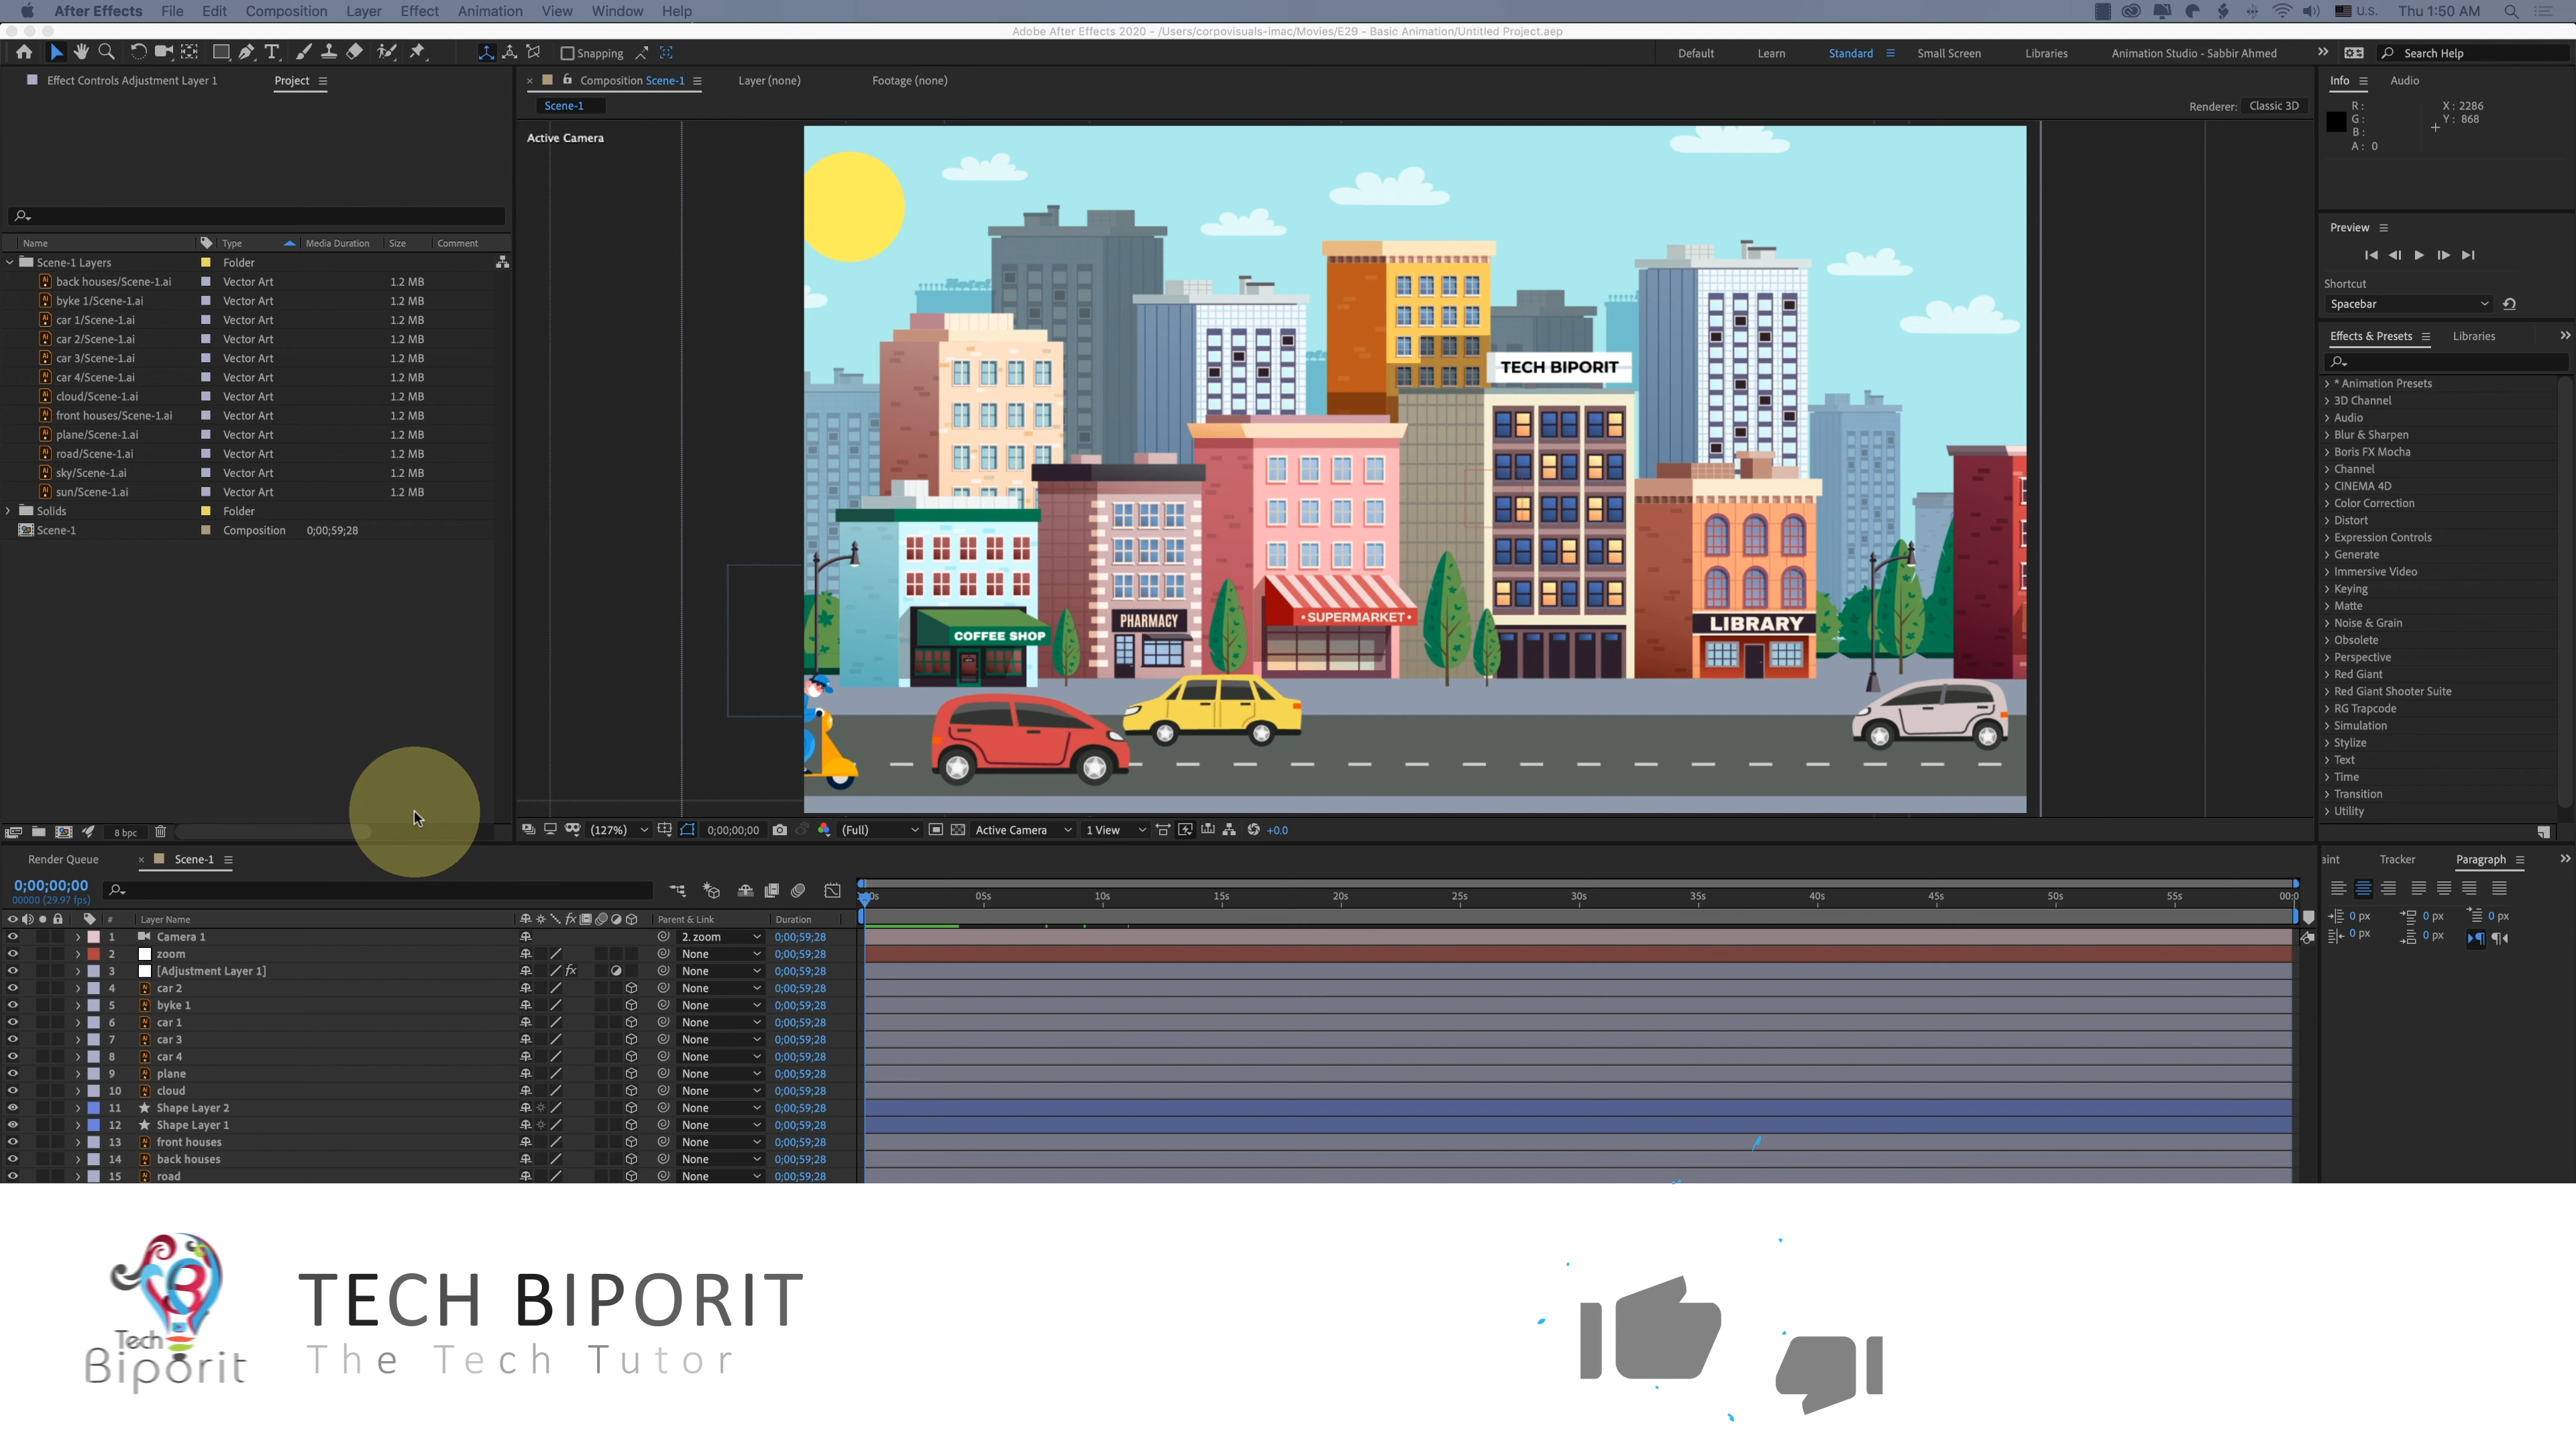 After Effects File Edit Composition Layer Effect Animation View Window Help U.S. Thu 1:50 AM
Adobe After Effects 2020 - /Users/corpovisuals-imac/Movies/E29 - Basic Animation/Untitled Project.aep
Snapping Default Learn Standard Small Screen Libraries Animation Studio - Sabbir Ahmed Search Help
Effect Controls Adjustment Layer 1 Project
Composition Scene-1 Layer (none) Footage (none)
Scene-1 Renderer: Classic 3D
Active Camera
Name Type Media Duration Size Comment
Scene-1 Layers Folder
back houses/Scene-1.ai Vector Art 1.2 MB
byke 1/Scene-1.ai Vector Art 1.2 MB
car 1/Scene-1.ai Vector Art 1.2 MB
car 2/Scene-1.ai Vector Art 1.2 MB
car 3/Scene-1.ai Vector Art 1.2 MB
car 4/Scene-1.ai Vector Art 1.2 MB
cloud/Scene-1.ai Vector Art 1.2 MB
front houses/Scene-1.ai Vector Art 1.2 MB
plane/Scene-1.ai Vector Art 1.2 MB
road/Scene-1.ai Vector Art 1.2 MB
sky/Scene-1.ai Vector Art 1.2 MB
sun/Scene-1.ai Vector Art 1.2 MB
Solids Folder
Scene-1 Composition 0;00;59;28
8 bpc
TECH BIPORIT
COFFEE SHOP
PHARMACY
•SUPERMARKET•
LIBRARY
(127%) 0;00;00;00 (Full) Active Camera 1 View +0.0
Info Audio
R: X: 2286
G: Y: 868
B:
A: 0
Preview
Shortcut
Spacebar
Effects & Presets Libraries
* Animation Presets
3D Channel
Audio
Blur & Sharpen
Boris FX Mocha
Channel
CINEMA 4D
Color Correction
Distort
Expression Controls
Generate
Immersive Video
Keying
Matte
Noise & Grain
Obsolete
Perspective
Red Giant
Red Giant Shooter Suite
RG Trapcode
Simulation
Stylize
Text
Time
Transition
Utility
Render Queue Scene-1
0;00;00;00
00000 (29.97 fps)
05s 10s 15s 20s 25s 30s 35s 40s 45s 50s 55s 00:0
# Layer Name fx Parent & Link Duration
1 Camera 1 2. zoom 0;00;59;28
2 zoom None 0;00;59;28
3 [Adjustment Layer 1] fx None 0;00;59;28
4 car 2 None 0;00;59;28
5 byke 1 None 0;00;59;28
6 car 1 None 0;00;59;28
7 car 3 None 0;00;59;28
8 car 4 None 0;00;59;28
9 plane None 0;00;59;28
10 cloud None 0;00;59;28
11 Shape Layer 2 None 0;00;59;28
12 Shape Layer 1 None 0;00;59;28
13 front houses None 0;00;59;28
14 back houses None 0;00;59;28
15 road None 0;00;59;28
aint Tracker Paragraph
0 px 0 px 0 px
0 px 0 px
Tech
Biporit
TECH BIPORIT
The Tech Tutor